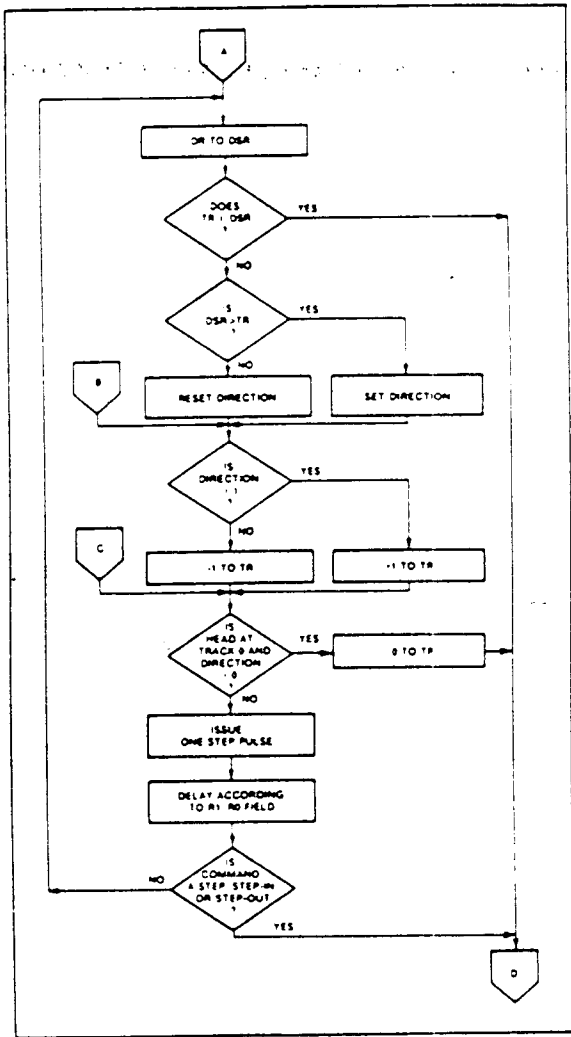 A
DR TO DSR
DOES
TR = DSR
?
YES
NO
IS
DSR>TR
?
YES
NO
B
RESET DIRECTION
SET DIRECTION
IS
DIRECTION
= 1
?
YES
NO
C
-1 TO TR
+1 TO TR
IS
HEAD AT
TRACK 0 AND
DIRECTION
= 0
?
YES
0 TO TR
NO
ISSUE
ONE STEP PULSE
DELAY ACCORDING
TO R1 R0 FIELD
IS
COMMAND
A STEP STEP-IN
OR STEP-OUT
?
NO
YES
D